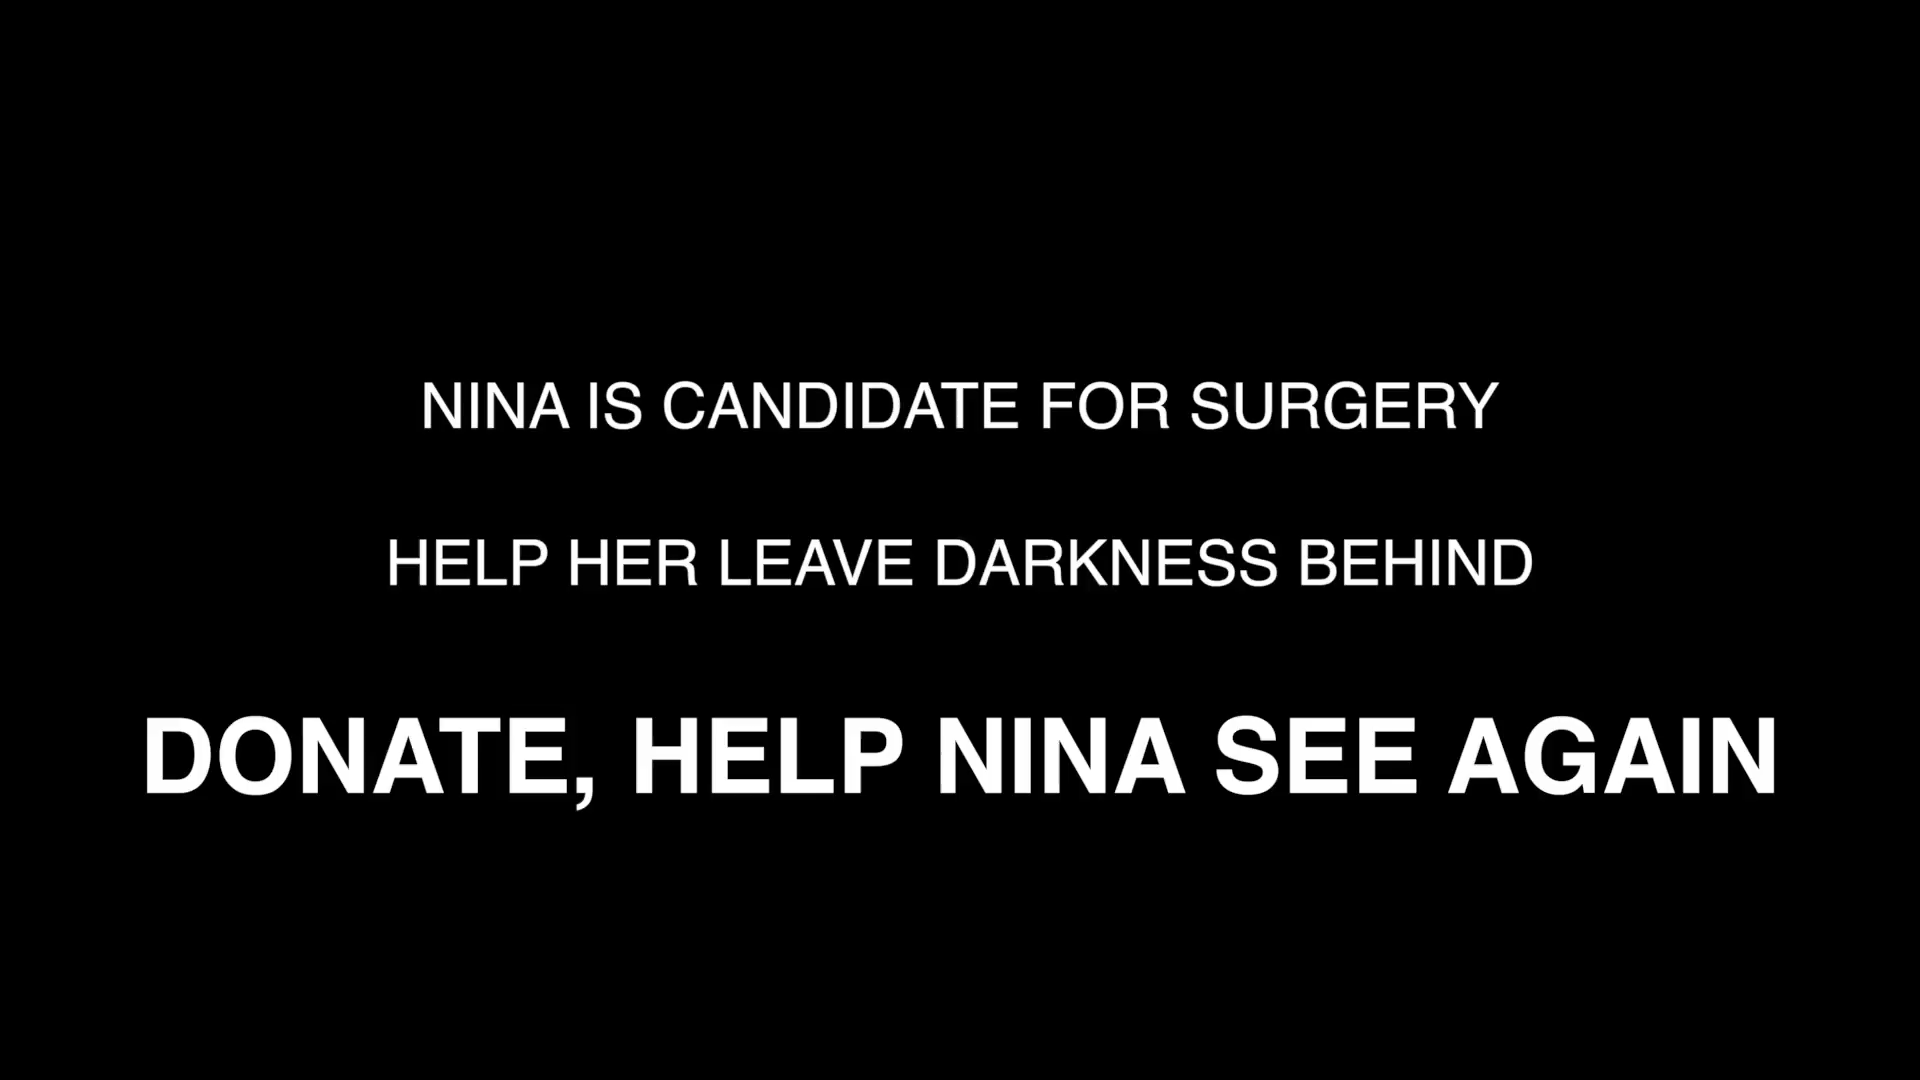 NINA IS CANDIDATE FOR SURGERY
HELP HER LEAVE DARKNESS BEHIND
DONATE, HELP NINA SEE AGAIN